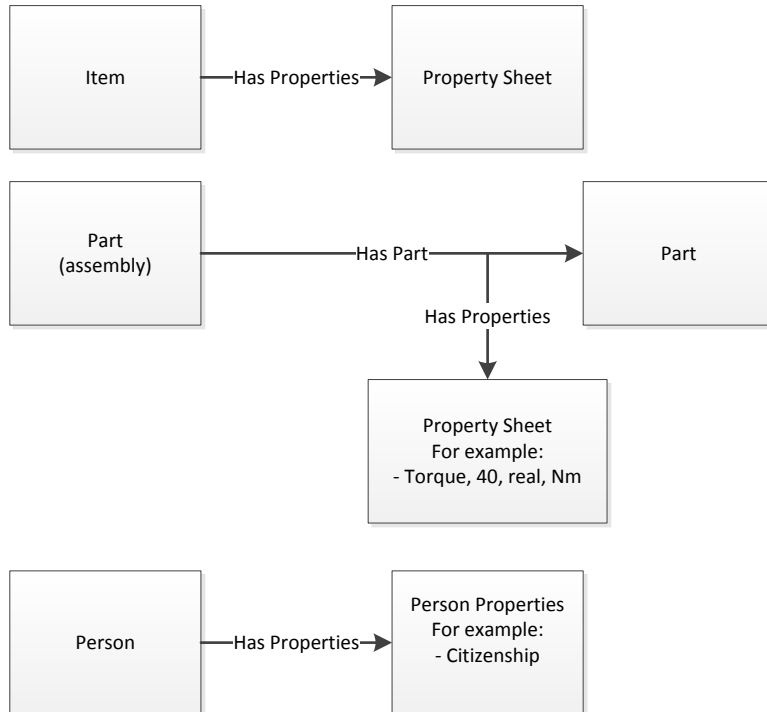 Item
Has Properties
Property Sheet
Part
(assembly)
Has Part
Part
Has Properties
Property Sheet
For example:
- Torque, 40, real, Nm
Person
Has Properties
Person Properties
For example:
- Citizenship